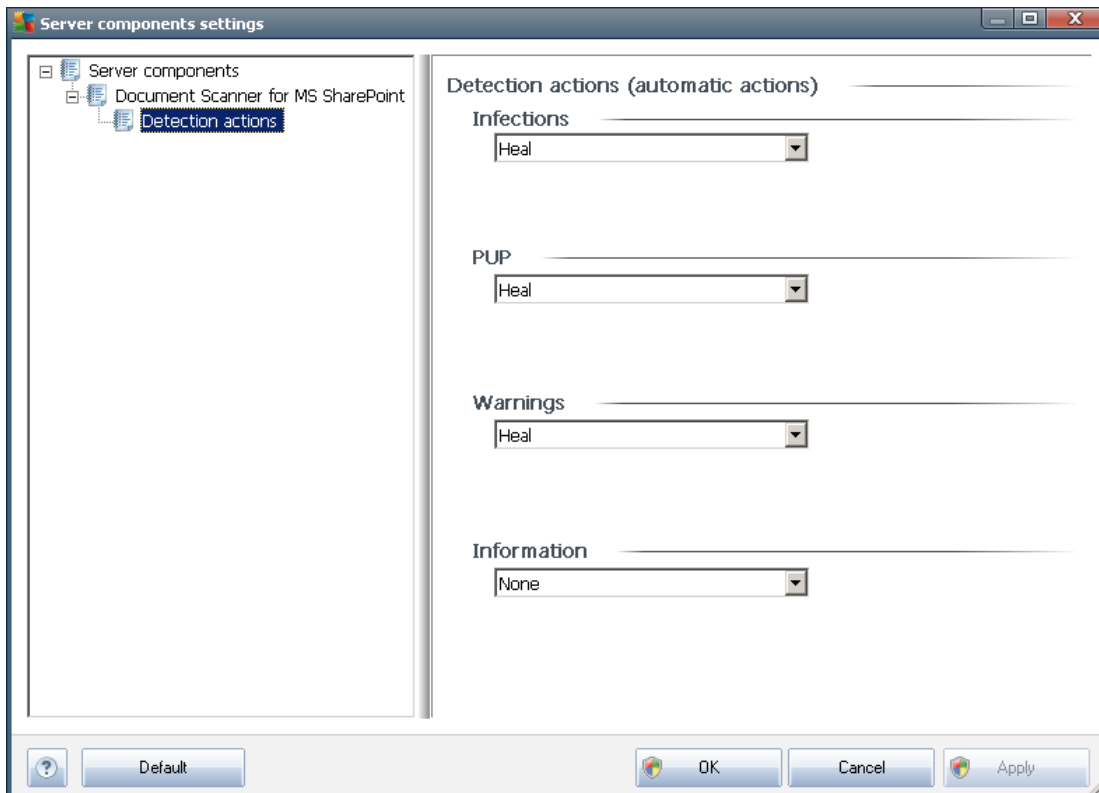 Server components settings
Server components
Document Scanner for MS SharePoint
Detection actions
Detection actions (automatic actions)
Infections
Heal
PUP
Heal
Warnings
Heal
Information
None
?
Default
OK
Cancel
Apply